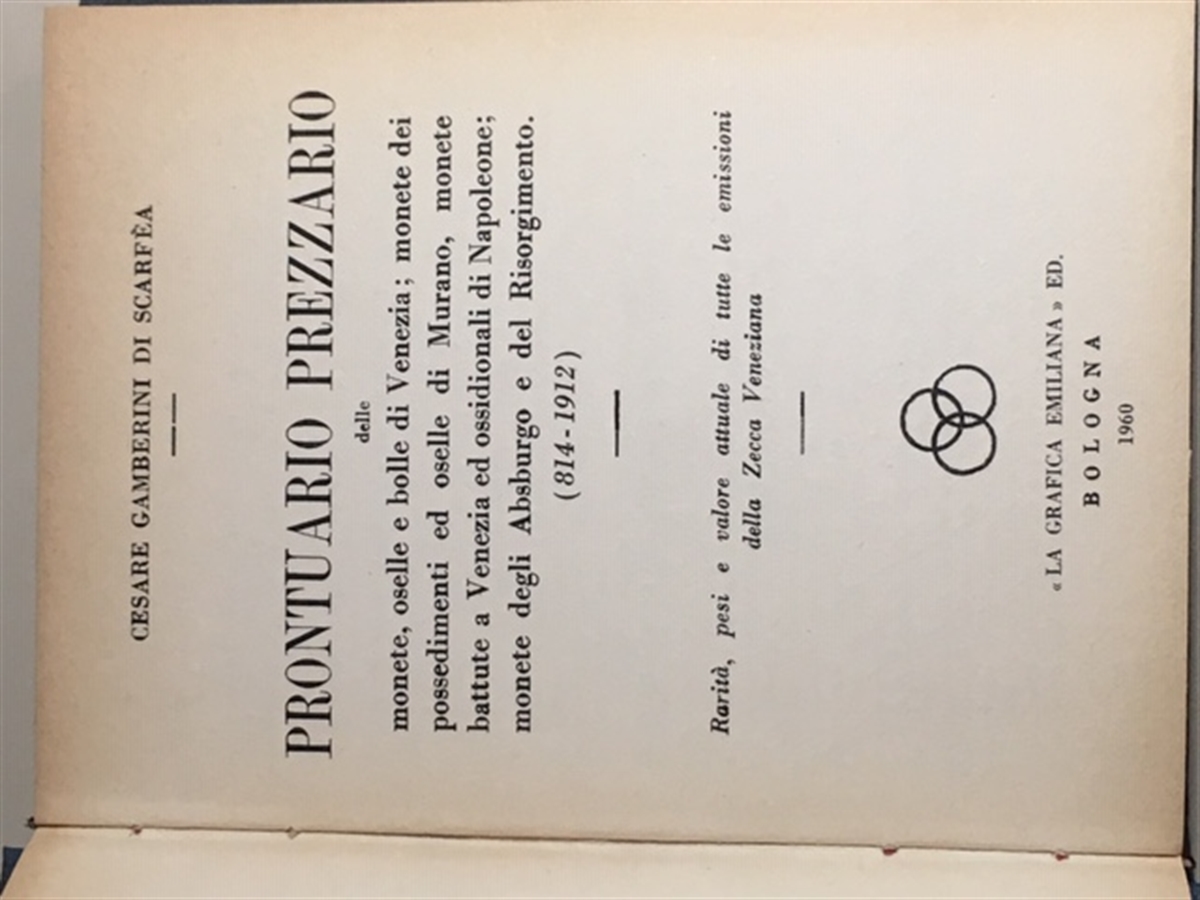 CESARE GAMBERINI DI SCARFÈA
PRONTUARIO PREZZARIO
delle
monete, oselle e bolle di Venezia; monete dei
possedimenti ed oselle di Murano, monete
battute a Venezia ed ossidionali di Napoleone;
monete degli Absburgo e del Risorgimento.
(814-1912)
Rarità, pesi e valore attuale di tutte le emissioni
della Zecca Veneziana
« LA GRAFICA EMILIANA » ED.
BOLOGNA
1960